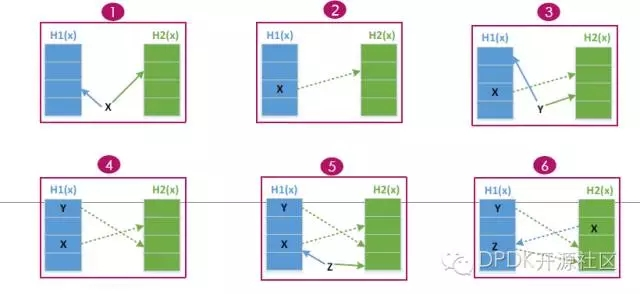 1
H1(x) H2(x)
X
2
H1(x) H2(x)
X
3
H1(x) H2(x)
X
Y
4
H1(x) H2(x)
Y
X
5
H1(x) H2(x)
Y
X
Z
6
H1(x) H2(x)
Y
X
Z
DPDK开源社区